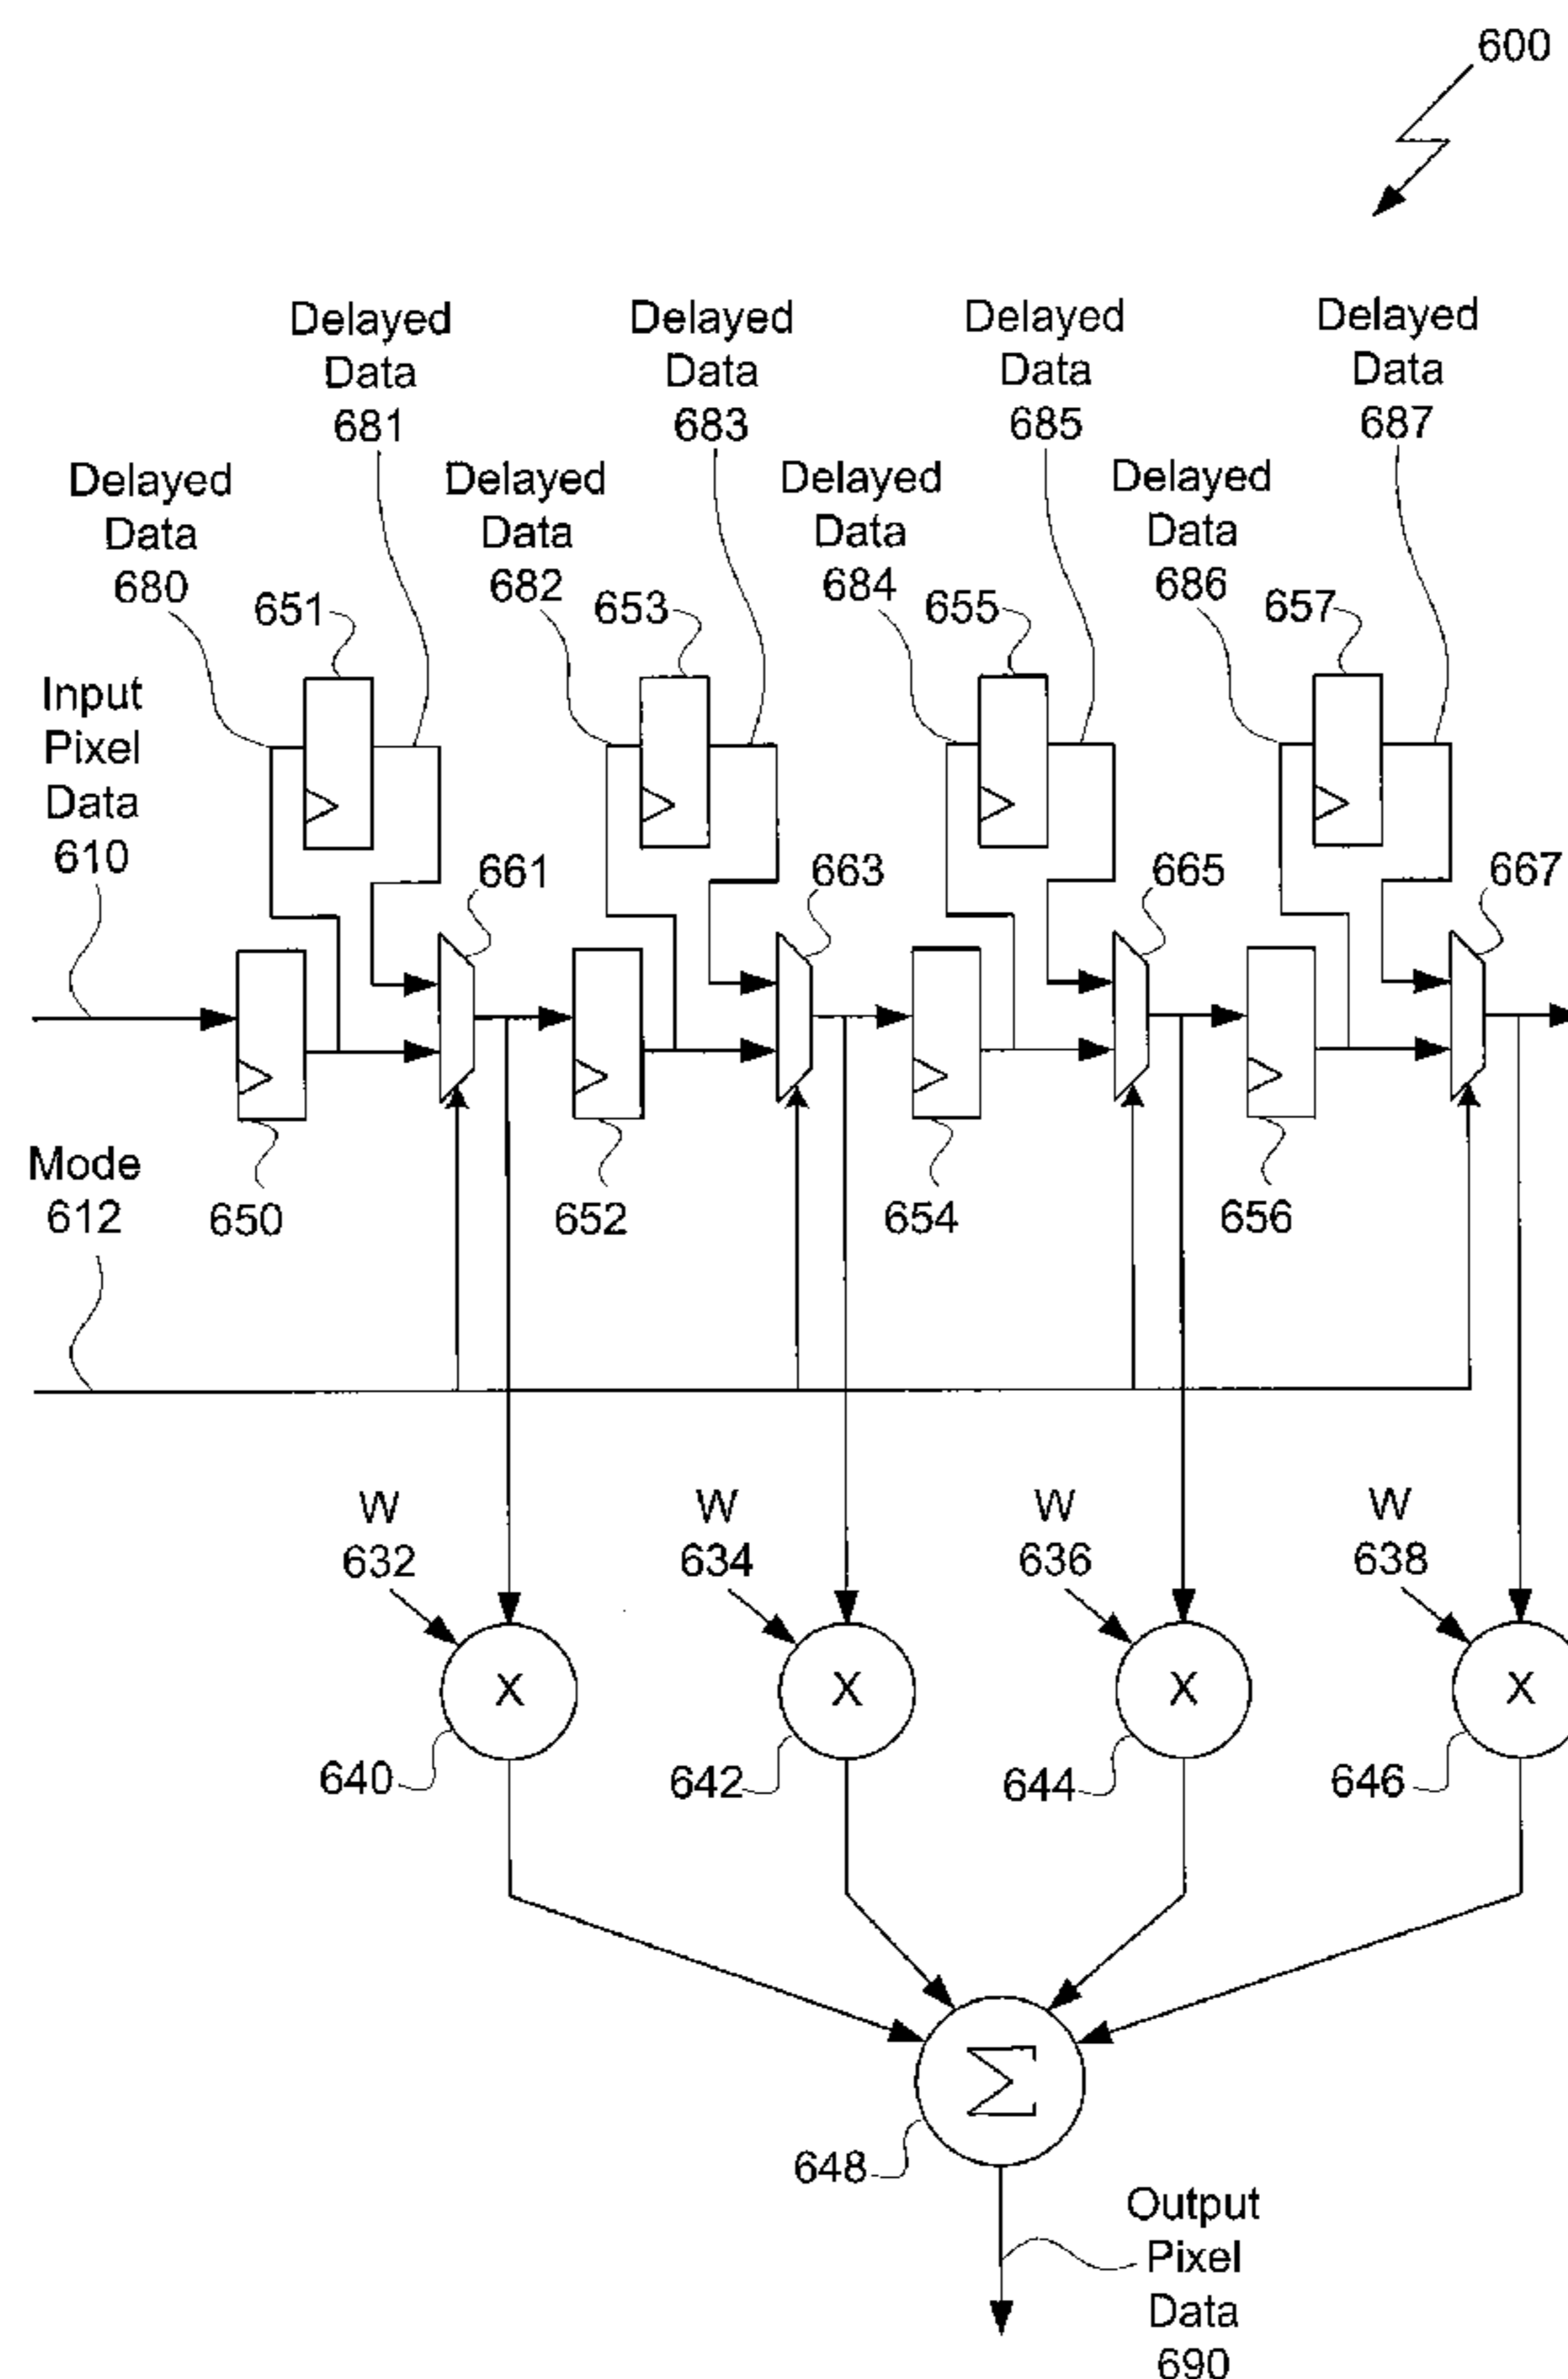 600
Delayed
Data
681
Delayed
Data
683
Delayed
Data
685
Delayed
Data
687
Delayed
Data
680
Delayed
Data
682
Delayed
Data
684
Delayed
Data
686
651
653
655
657
Input
Pixel
Data
610
661
663
665
667
Mode
612
650
652
654
656
W
632
W
634
W
636
W
638
X
X
X
X
640
642
644
646
Σ
648
Output
Pixel
Data
690